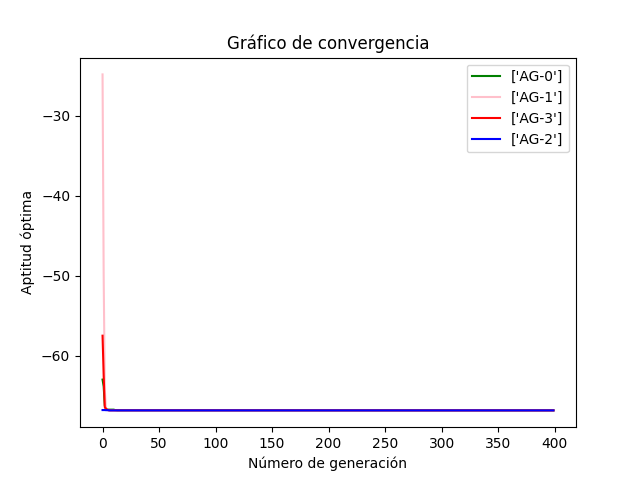 Gráfico de convergencia
['AG-0']
['AG-1']
['AG-3']
['AG-2']
Aptitud óptima
−30
−40
−50
−60
0 50 100 150 200 250 300 350 400
Número de generación